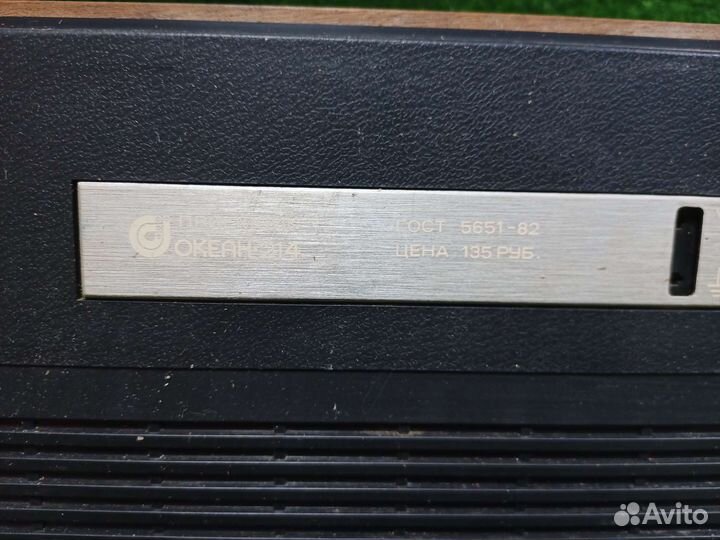 ОКЕАН-214
ГОСТ 5651-82
ЦЕНА 135 РУБ.
Avito